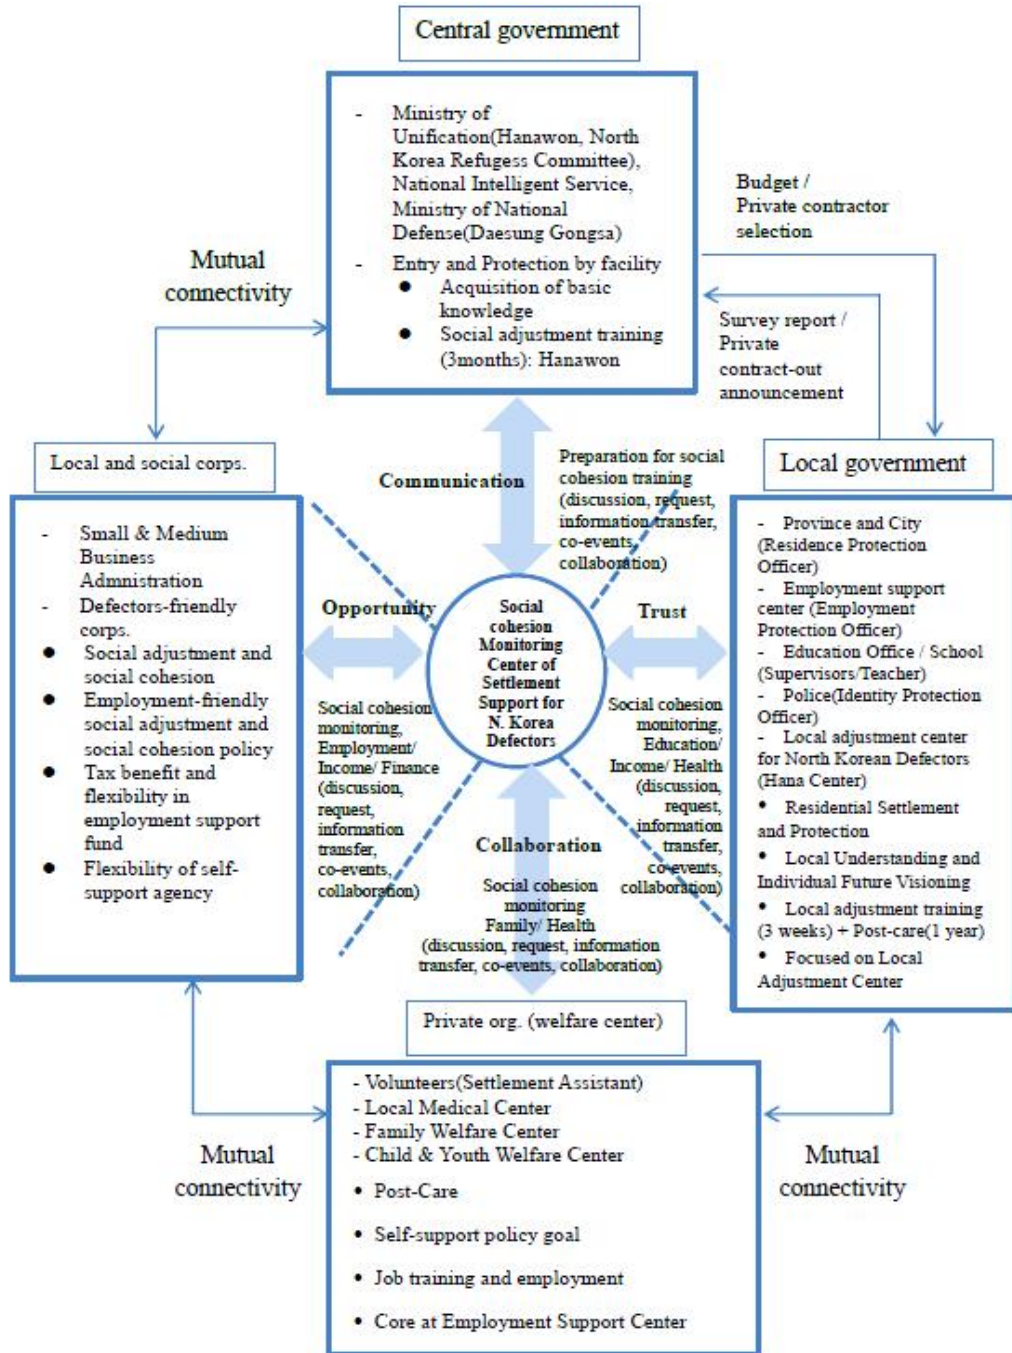 Central government
- Ministry of
Unification(Hanawon, North
Korea Refugess Committee),
National Intelligent Service,
Ministry of National
Defense(Daesung Gongsa)
- Entry and Protection by facility
● Acquisition of basic
knowledge
● Social adjustment training
(3months): Hanawon
Budget /
Private contractor
selection
Mutual
connectivity
Survey report /
Private
contract-out
announcement
Local and social corps.
- Small & Medium
Business
Admnistration
- Defectors-friendly
corps.
● Social adjustment and
social cohesion
● Employment-friendly
social adjustment and
social cohesion policy
● Tax benefit and
flexibility in
employment support
fund
● Flexibility of self-
support agency
Communication
Preparation for social
cohesion training
(discussion, request,
information transfer,
co-events,
collaboration)
Local government
- Province and City
(Residence Protection
Officer)
- Employment support
center (Employment
Protection Officer)
- Education Office / School
(Supervisors/Teacher)
- Police(Identity Protection
Officer)
- Local adjustment center
for North Korean Defectors
(Hana Center)
• Residential Settlement
and Protection
• Local Understanding and
Individual Future Visioning
• Local adjustment training
(3 weeks) + Post-care(1 year)
• Focused on Local
Adjustment Center
Opportunity
Social
cohesion
Monitoring
Center of
Settlement
Support for
N. Korea
Defectors
Trust
Social cohesion
monitoring,
Employment/
Income/ Finance
(discussion,
request,
information
transfer,
co-events,
collaboration)
Social cohesion
monitoring,
Education/
Income/ Health
(discussion,
request,
information
transfer,
co-events,
collaboration)
Collaboration
Social cohesion
monitoring
Family/ Health
(discussion, request, information
transfer, co-events, collaboration)
Private org. (welfare center)
- Volunteers(Settlement Assistant)
- Local Medical Center
- Family Welfare Center
- Child & Youth Welfare Center
• Post-Care
• Self-support policy goal
• Job training and employment
• Core at Employment Support Center
Mutual
connectivity
Mutual
connectivity